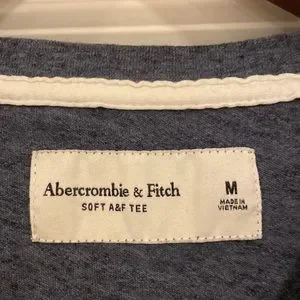 Abercrombie & Fitch
SOFT A&F TEE
M
MADE IN
VIETNAM